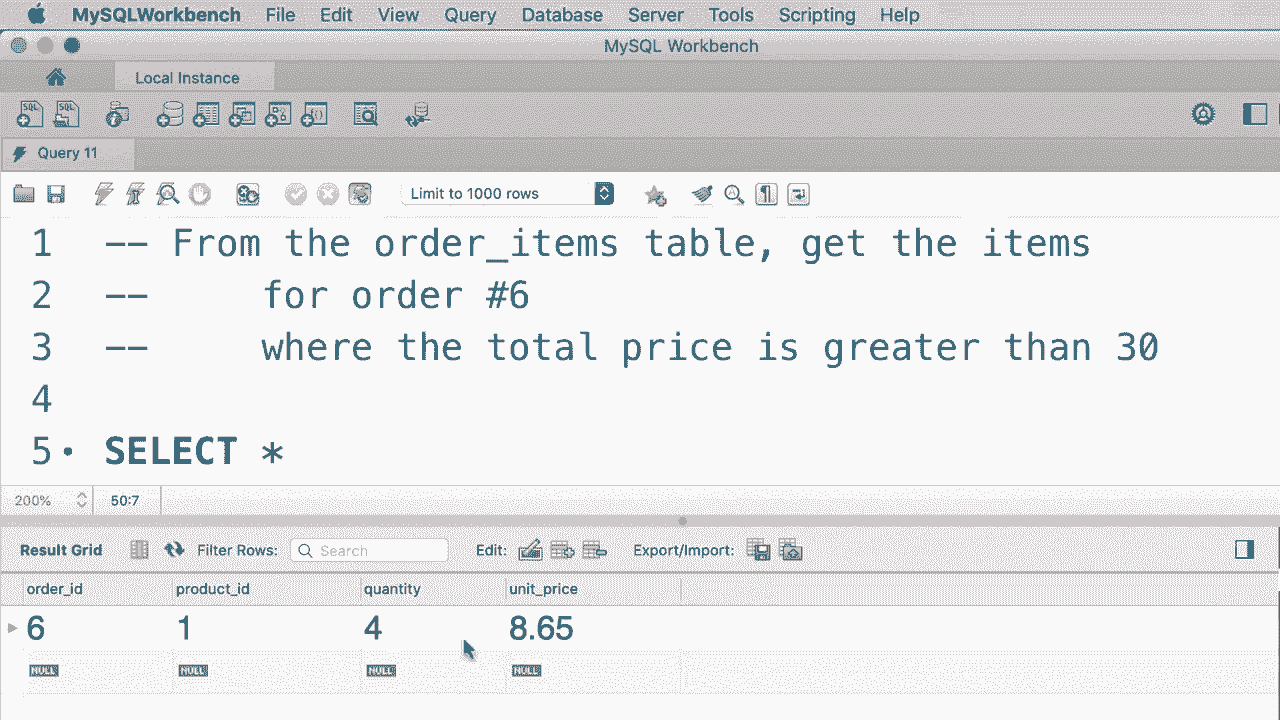 MySQLWorkbench File Edit View Query Database Server Tools Scripting Help
MySQL Workbench
Local Instance
SQL SQL
Query 11
Limit to 1000 rows
1 -- From the order_items table, get the items
2 -- for order #6
3 -- where the total price is greater than 30
4
5 SELECT *
200% 50:7
Result Grid Filter Rows: Search Edit: Export/Import:
order_id product_id quantity unit_price
6 1 4 8.65
NULL NULL NULL NULL